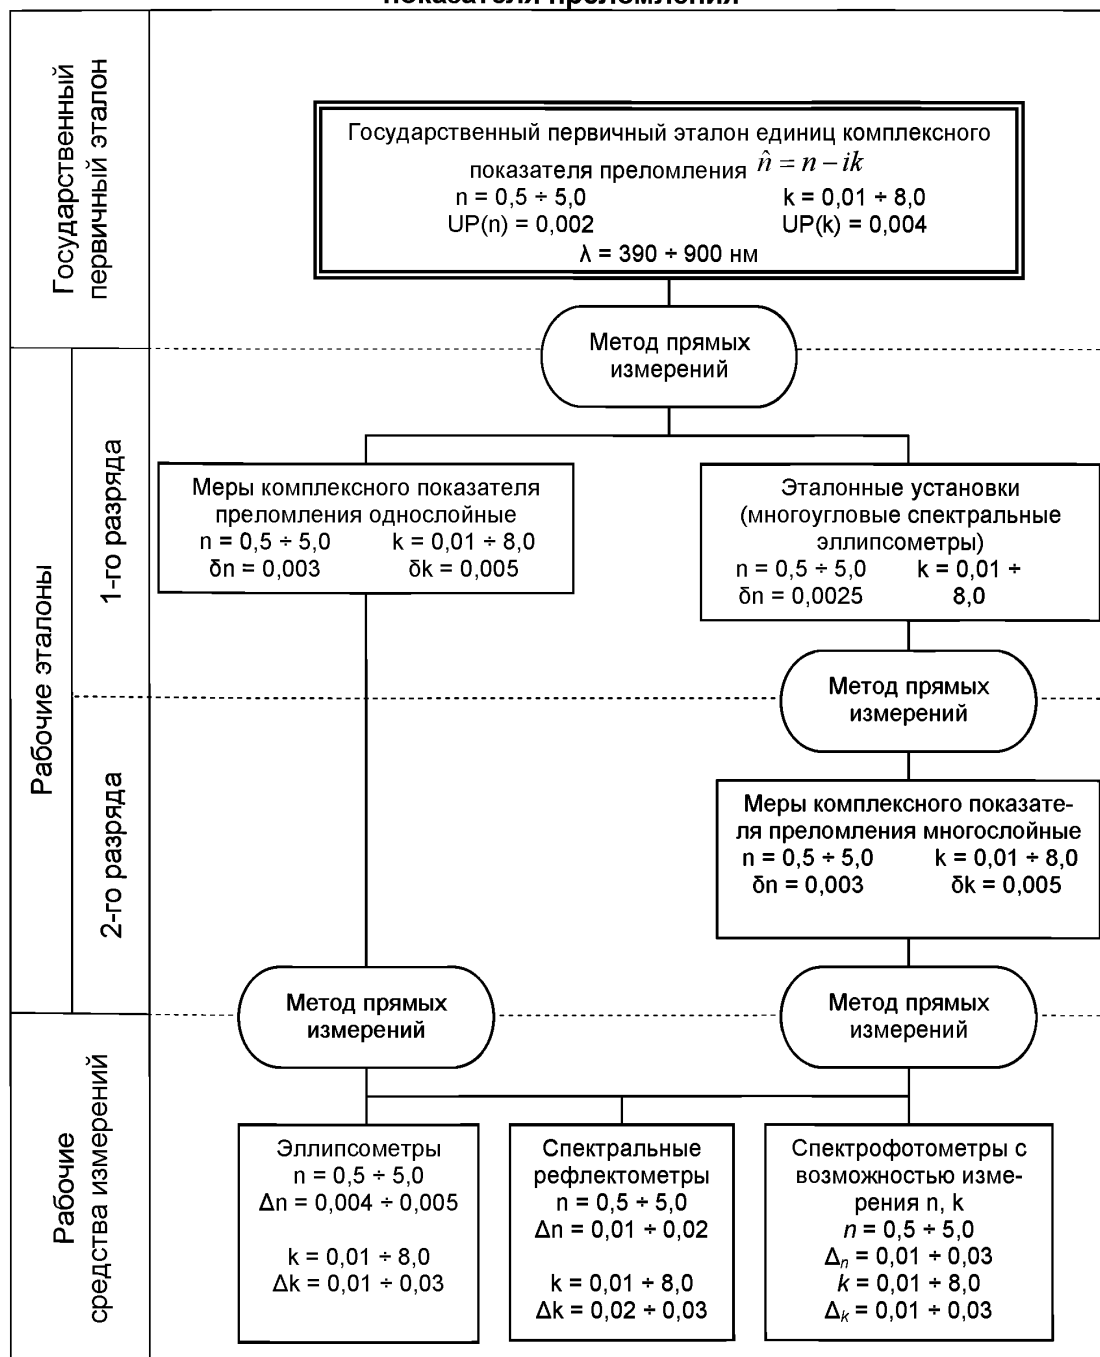 показателя преломления
Государственный
первичный эталон
Государственный первичный эталон единиц комплексного
показателя преломления n̂ = n – ik
n = 0,5 ÷ 5,0 k = 0,01 ÷ 8,0
UP(n) = 0,002 UP(k) = 0,004
λ = 390 ÷ 900 нм
Метод прямых
измерений
Рабочие эталоны
1-го разряда
Меры комплексного показателя
преломления однослойные
n = 0,5 ÷ 5,0 k = 0,01 ÷ 8,0
δn = 0,003 δk = 0,005
Эталонные установки
(многоугловые спектральные
эллипсометры)
n = 0,5 ÷ 5,0 k = 0,01 ÷
δn = 0,0025 8,0
Метод прямых
измерений
2-го разряда
Меры комплексного показате-
ля преломления многослойные
n = 0,5 ÷ 5,0 k = 0,01 ÷ 8,0
δn = 0,003 δk = 0,005
Метод прямых
измерений
Метод прямых
измерений
Рабочие
средства измерений
Эллипсометры
n = 0,5 ÷ 5,0
Δn = 0,004 ÷ 0,005
k = 0,01 ÷ 8,0
Δk = 0,01 ÷ 0,03
Спектральные
рефлектометры
n = 0,5 ÷ 5,0
Δn = 0,01 ÷ 0,02
k = 0,01 ÷ 8,0
Δk = 0,02 ÷ 0,03
Спектрофотометры с
возможностью изме-
рения n, k
n = 0,5 ÷ 5,0
Δn = 0,01 ÷ 0,03
k = 0,01 ÷ 8,0
Δk = 0,01 ÷ 0,03